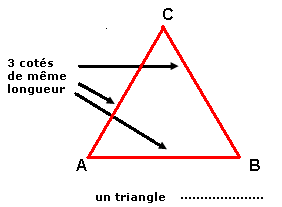 C
3 cotés
de même
longueur
A
B
un triangle ......................